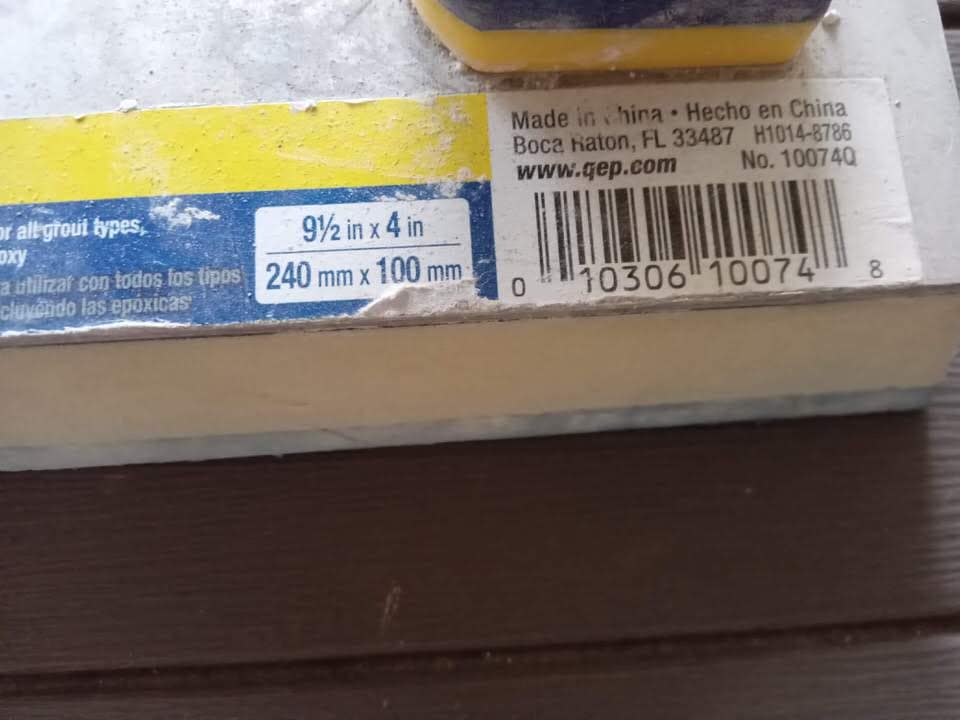 or all grout types,
oxy
a utilizar con todos los tipos
cluyendo las epóxicas
9½ in x 4 in
240 mm x 100 mm
Made in China • Hecho en China
Boca Raton, FL 33487 H1014-8786
www.qep.com No. 10074Q
0 10306 10074 8